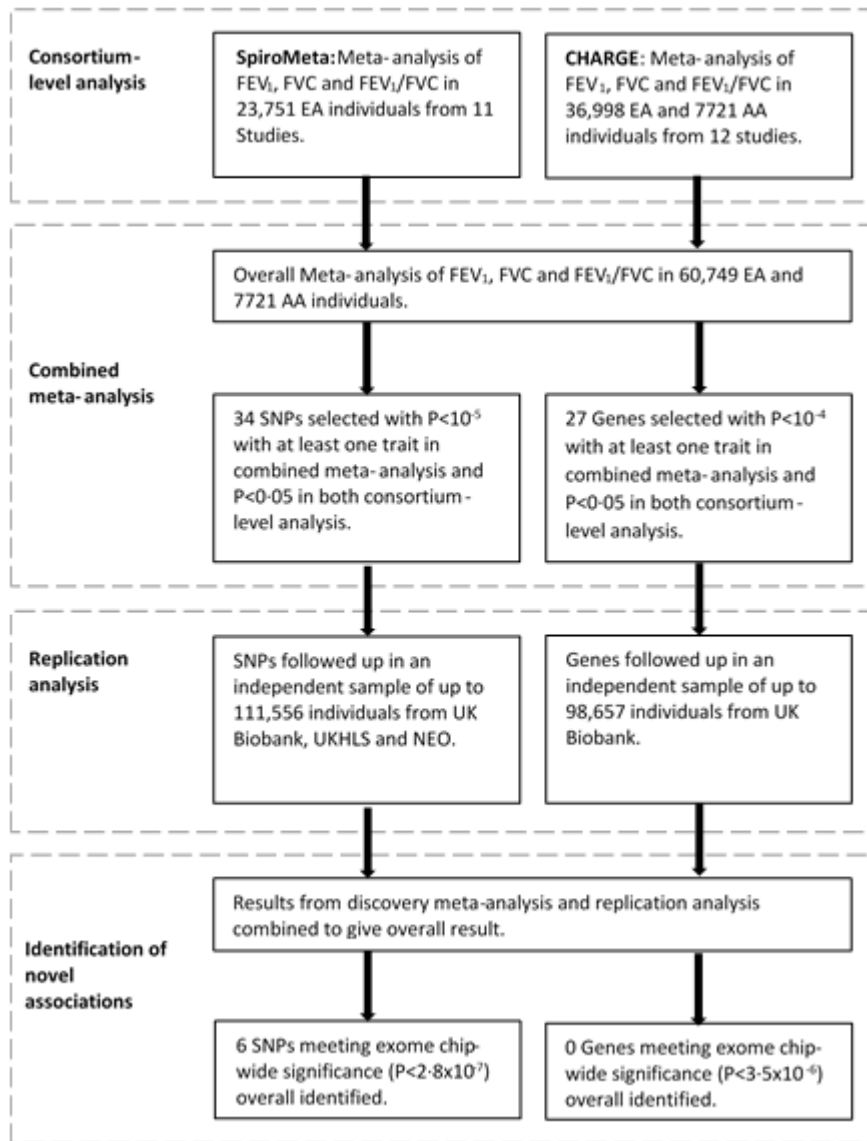 Consortium-
level analysis
SpiroMeta:Meta- analysis of
FEV₁, FVC and FEV₁/FVC in
23,751 EA individuals from 11
Studies.
CHARGE: Meta- analysis of
FEV₁, FVC and FEV₁/FVC in
36,998 EA and 7721 AA
individuals from 12 studies.
Combined
meta- analysis
Overall Meta- analysis of FEV₁, FVC and FEV₁/FVC in 60,749 EA and
7721 AA individuals.
34 SNPs selected with P<10⁻⁵
with at least one trait in
combined meta- analysis and
P<0·05 in both consortium -
level analysis.
27 Genes selected with P<10⁻⁴
with at least one trait in
combined meta- analysis and
P<0·05 in both consortium -
level analysis.
Replication
analysis
SNPs followed up in an
independent sample of up to
111,556 individuals from UK
Biobank, UKHLS and NEO.
Genes followed up in an
independent sample of up to
98,657 individuals from UK
Biobank.
Identification of
novel
associations
Results from discovery meta-analysis and replication analysis
combined to give overall result.
6 SNPs meeting exome chip-
wide significance (P<2·8x10⁻⁷)
overall identified.
0 Genes meeting exome chip-
wide significance (P<3·5x10⁻⁶)
overall identified.